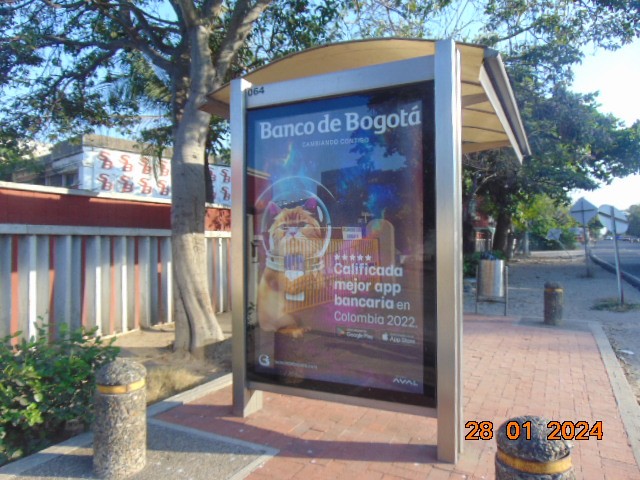 064
Banco de Bogotá
CAMBIANDO CONTIGO
★★★★★
Calificada
mejor app
bancaria en
Colombia 2022.
Google Play
App Store
AVAL
28 01 2024